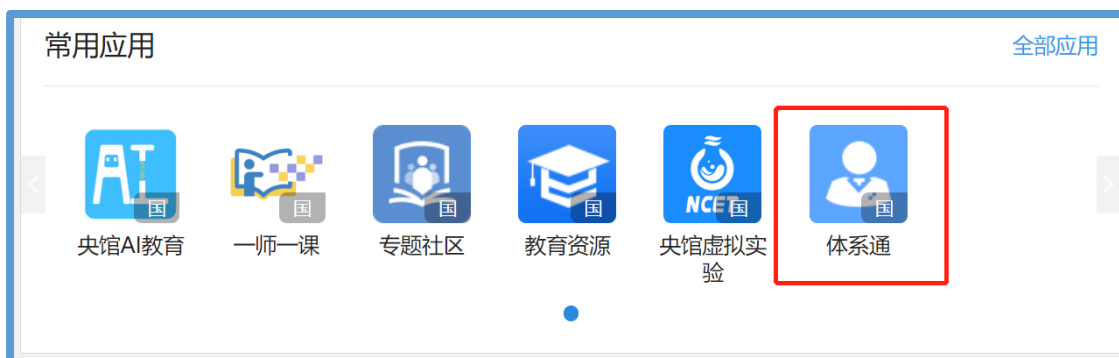 常用应用
全部应用
AI
国
国
国
国
NCET
国
国
央馆AI教育
一师一课
专题社区
教育资源
央馆虚拟实
验
体系通